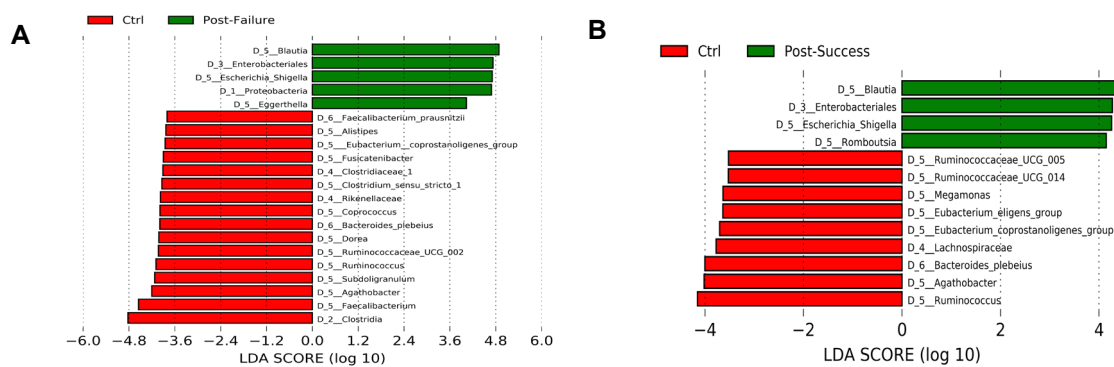 A
Ctrl Post-Failure
D_5__Blautia
D_3__Enterobacteriales
D_5__Escherichia_Shigella
D_1__Proteobacteria
D_5__Eggerthella
D_6__Faecalibacterium_prausnitzii
D_5__Alistipes
D_5___Eubacterium__coprostanoligenes_group
D_5__Fusicatenibacter
D_4__Clostridiaceae_1
D_5__Clostridium_sensu_stricto_1
D_4__Rikenellaceae
D_5__Coprococcus
D_6__Bacteroides_plebeius
D_5__Dorea
D_5__Ruminococcaceae_UCG_002
D_5__Ruminococcus
D_5__Subdoligranulum
D_5__Agathobacter
D_5__Faecalibacterium
D_2__Clostridia
−6.0 −4.8 −3.6 −2.4 −1.2 0.0 1.2 2.4 3.6 4.8 6.0
LDA SCORE (log 10)
B
Ctrl Post-Success
D_5__Blautia
D_3__Enterobacteriales
D_5__Escherichia_Shigella
D_5__Romboutsia
D_5__Ruminococcaceae_UCG_005
D_5__Ruminococcaceae_UCG_014
D_5__Megamonas
D_5__Eubacterium_eligens_group
D_5__Eubacterium_coprostanoligenes_group
D_4__Lachnospiraceae
D_6__Bacteroides_plebeius
D_5__Agathobacter
D_5__Ruminococcus
−4 −2 0 2 4
LDA SCORE (log 10)